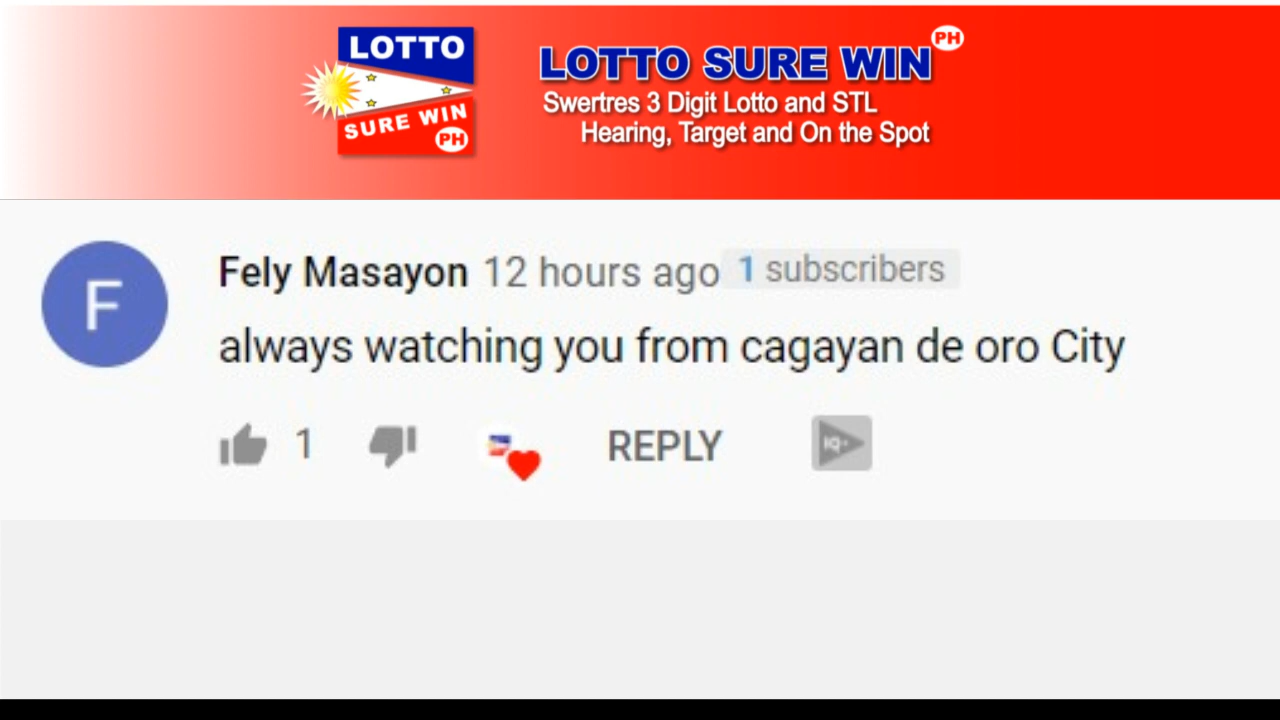 LOTTO
SURE WIN
PH
LOTTO SURE WIN PH
Swertres 3 Digit Lotto and STL
Hearing, Target and On the Spot
F
Fely Masayon 12 hours ago 1 subscribers
always watching you from cagayan de oro City
1 REPLY IQ